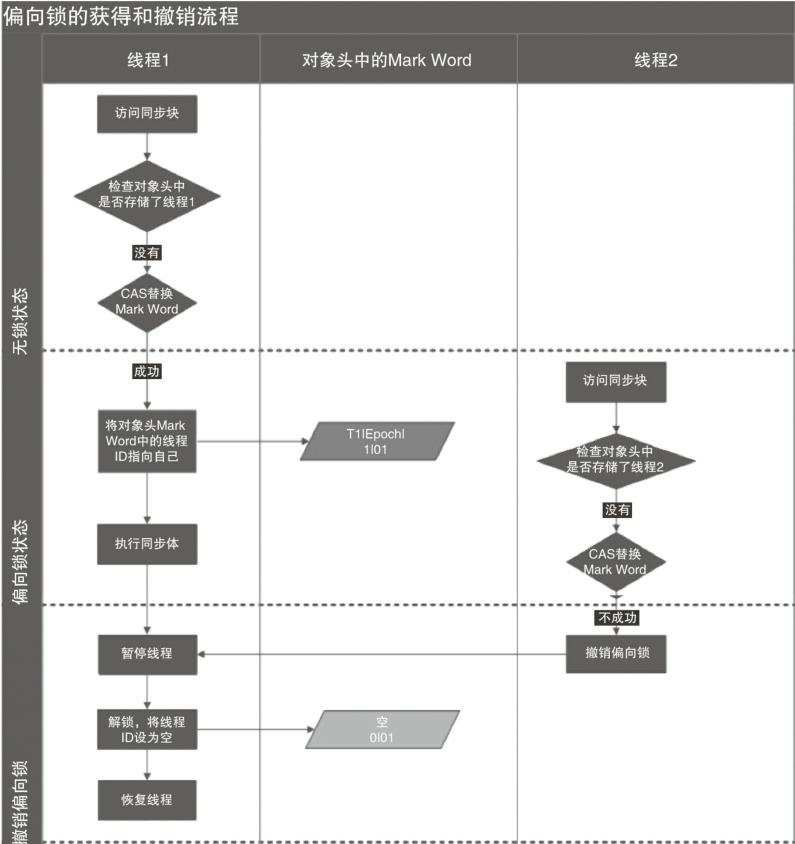 偏向锁的获得和撤销流程
线程1
对象头中的Mark Word
线程2
无锁状态
访问同步块
检查对象头中
是否存储了线程1
没有
CAS替换
Mark Word
偏向锁状态
成功
将对象头Mark
Word中的线程
ID指向自己
T1|Epoch|
1|01
执行同步体
访问同步块
检查对象头中
是否存储了线程2
没有
CAS替换
Mark Word
不成功
撤销偏向锁
撤销偏向锁
暂停线程
解锁，将线程
ID设为空
空
0|01
恢复线程